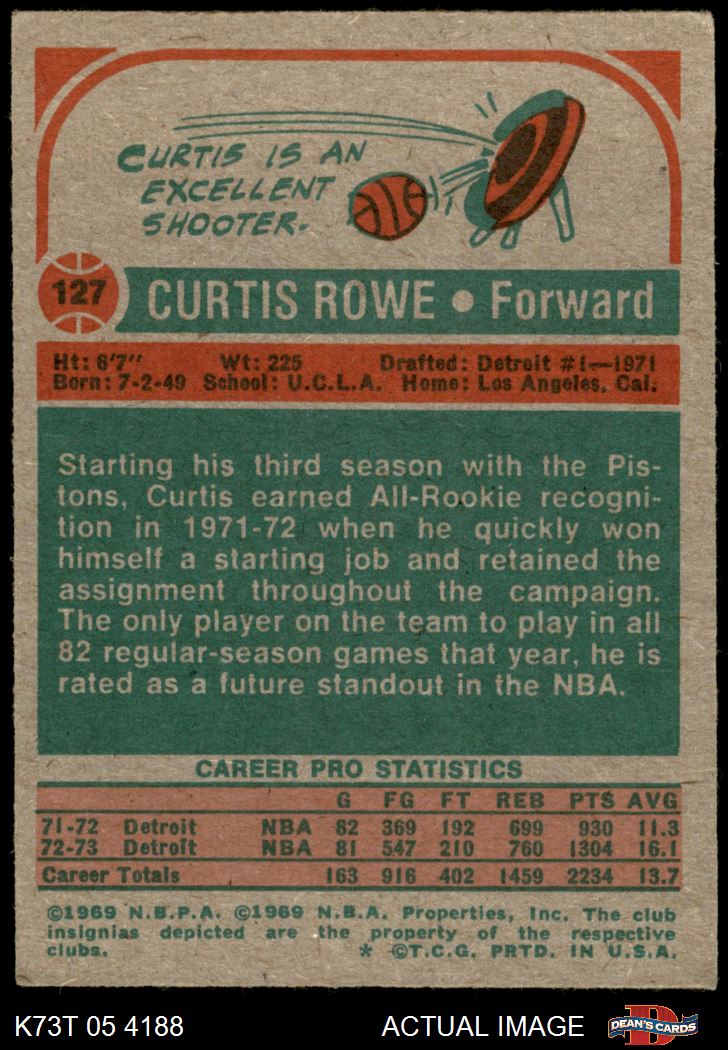 CURTIS IS AN
EXCELLENT
SHOOTER.
127 CURTIS ROWE • Forward
Ht: 6'7" Wt: 225 Drafted: Detroit #1—1971
Born: 7-2-49 School: U.C.L.A. Home: Los Angeles, Cal.
Starting his third season with the Pis-
tons, Curtis earned All-Rookie recogni-
tion in 1971-72 when he quickly won
himself a starting job and retained the
assignment throughout the campaign.
The only player on the team to play in all
82 regular-season games that year, he is
rated as a future standout in the NBA.
CAREER PRO STATISTICS
G FG FT REB PTS AVG
71-72 Detroit NBA 82 369 192 699 930 11.3
72-73 Detroit NBA 81 547 210 760 1304 16.1
Career Totals 163 916 402 1459 2234 13.7
©1969 N.B.P.A. ©1969 N.B.A. Properties, Inc. The club
insignias depicted are the property of the respective
clubs. * ©T.C.G. PRTD. IN U.S.A.
K73T 05 4188 ACTUAL IMAGE D DEAN'S CARDS